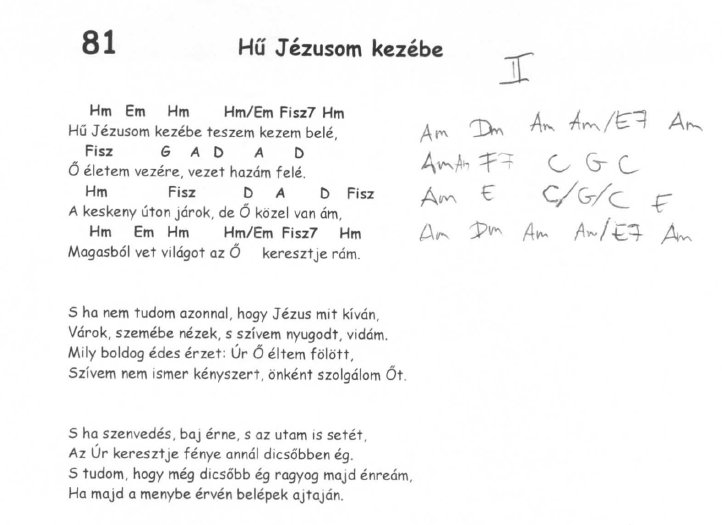 81 Hű Jézusom kezébe
II
Hm Em Hm Hm/Em Fisz7 Hm
Hű Jézusom kezébe teszem kezem belé,
Fisz G A D A D
Ő életem vezére, vezet hazám felé.
Hm Fisz D A D Fisz
A keskeny úton járok, de Ő közel van ám,
Hm Em Hm Hm/Em Fisz7 Hm
Magasból vet világot az Ő keresztje rám.
Am Dm Am Am/E7 Am
Am Am F7 C G C
Am E C/G/C E
Am Dm Am Am/E7 Am
S ha nem tudom azonnal, hogy Jézus mit kíván,
Várok, szemébe nézek, s szívem nyugodt, vidám.
Mily boldog édes érzet: Úr Ő éltem fölött,
Szívem nem ismer kényszert, önként szolgálom Őt.
S ha szenvedés, baj érne, s az utam is setét,
Az Úr keresztje fénye annál dicsőbben ég.
S tudom, hogy még dicsőbb ég ragyog majd énreám,
Ha majd a menybe érvén belépek ajtaján.